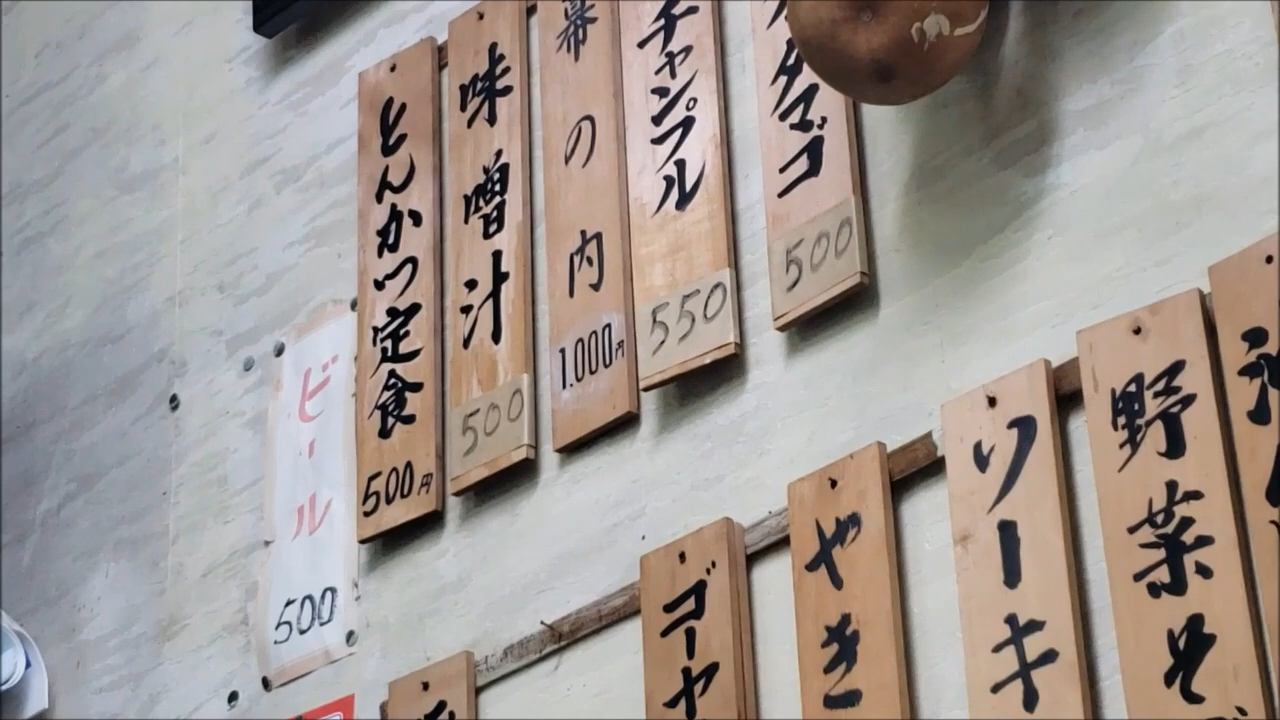 ビール
500
とんかつ定食
500円
味噌汁
500
幕の内
1.000円
チャンプル
550
タマゴ
500
ゴーヤ
やき
ソーキ
野菜そ